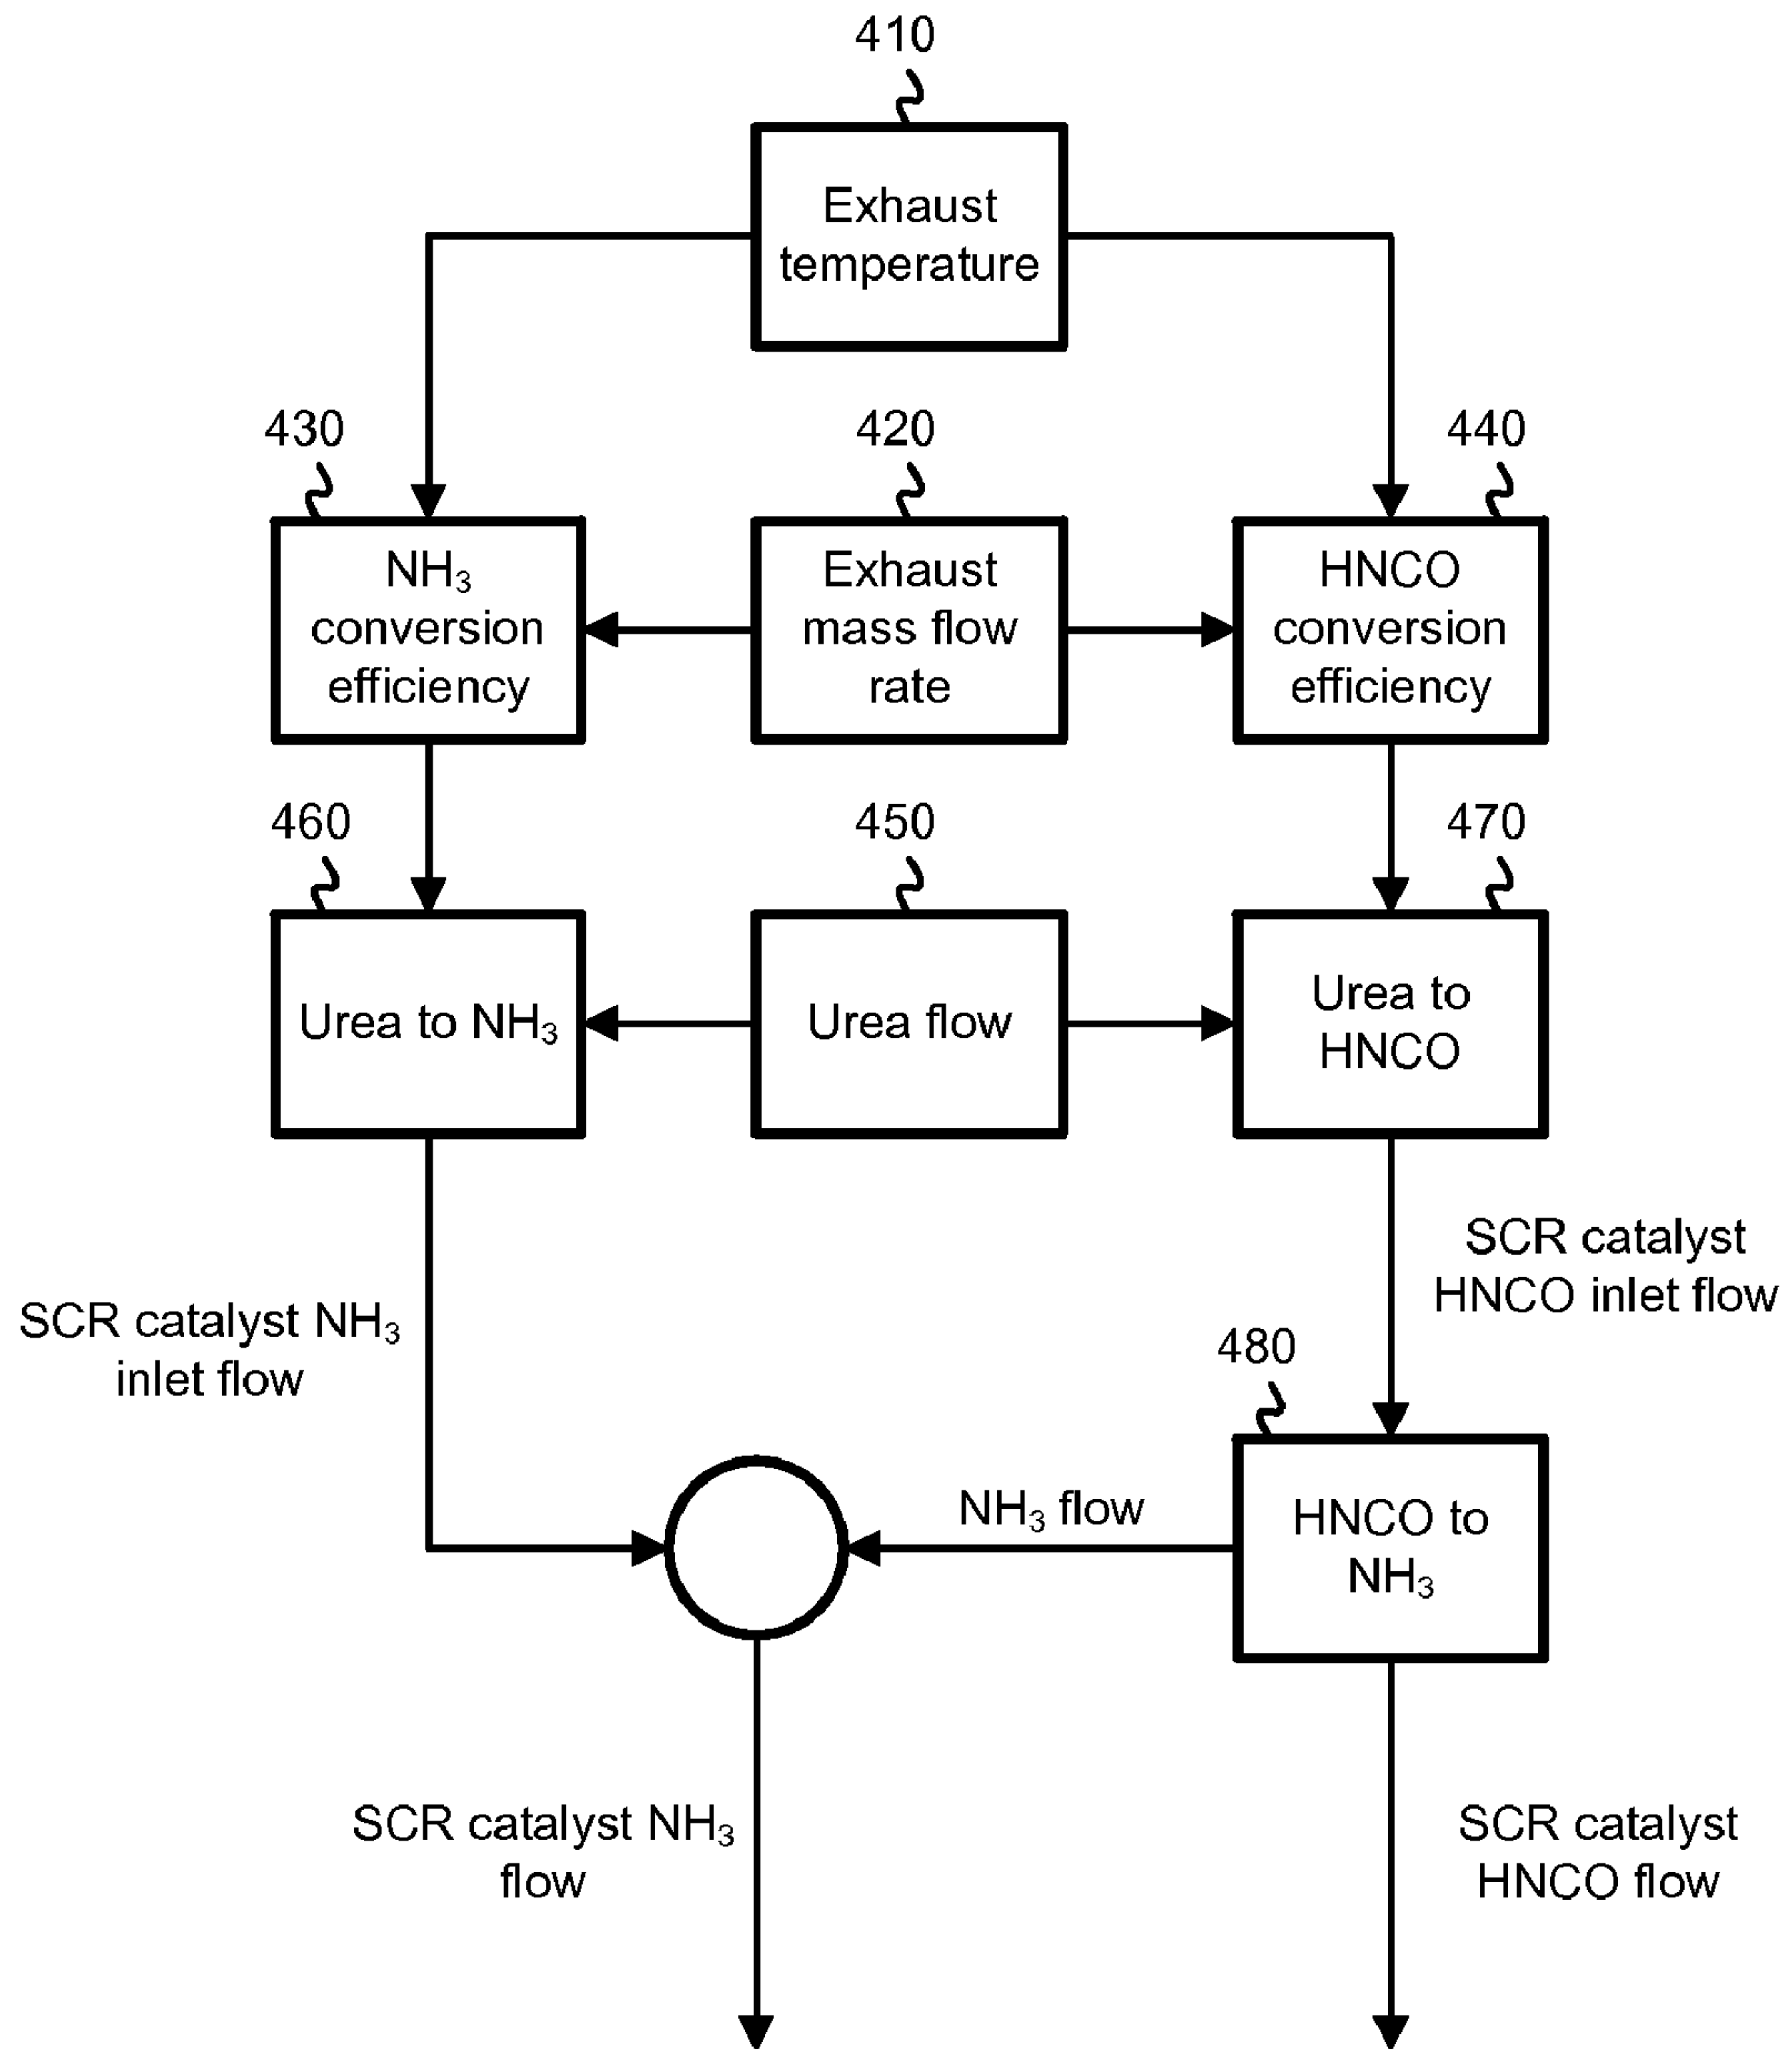 410
Exhaust
temperature
430
420
440
NH₃
conversion
efficiency
Exhaust
mass flow
rate
HNCO
conversion
efficiency
460
450
470
Urea to NH₃
Urea flow
Urea to
HNCO
SCR catalyst
HNCO inlet flow
SCR catalyst NH₃
inlet flow
480
NH₃ flow
HNCO to
NH₃
SCR catalyst NH₃
flow
SCR catalyst
HNCO flow